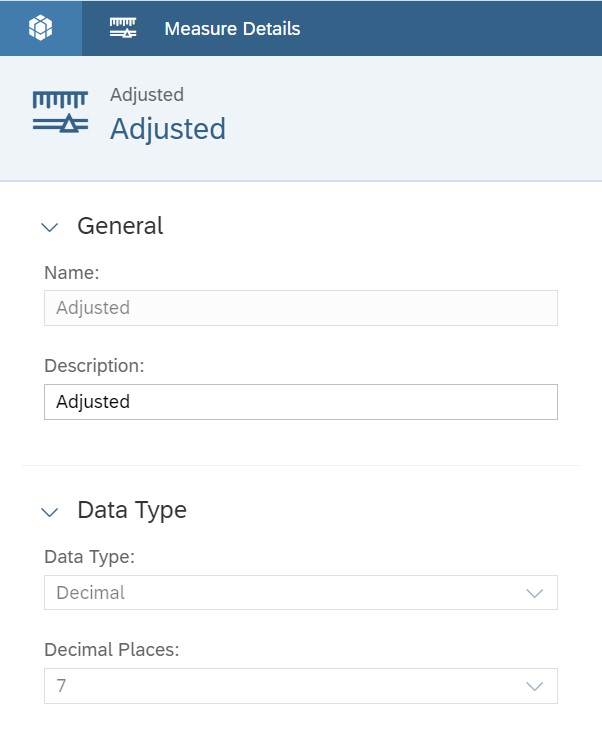 Measure Details
Adjusted
Adjusted
General
Name:
Adjusted
Description:
Adjusted
Data Type
Data Type:
Decimal
Decimal Places:
7